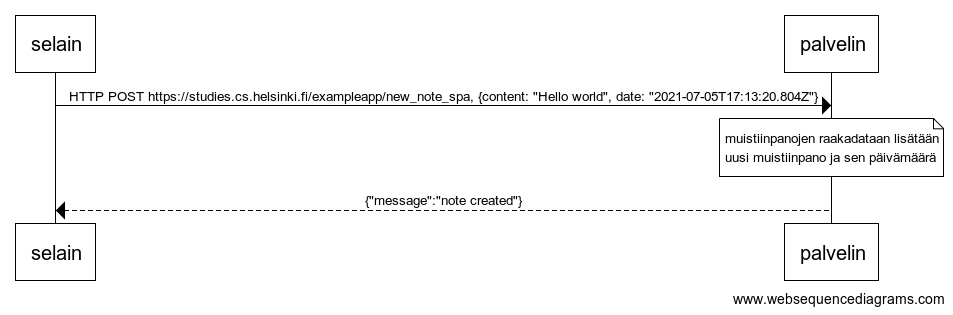 selain
palvelin
HTTP POST https://studies.cs.helsinki.fi/exampleapp/new_note_spa, {content: "Hello world", date: "2021-07-05T17:13:20.804Z"}
muistiinpanojen raakadataan lisätään
uusi muistiinpano ja sen päivämäärä
{"message":"note created"}
selain
palvelin
www.websequencediagrams.com